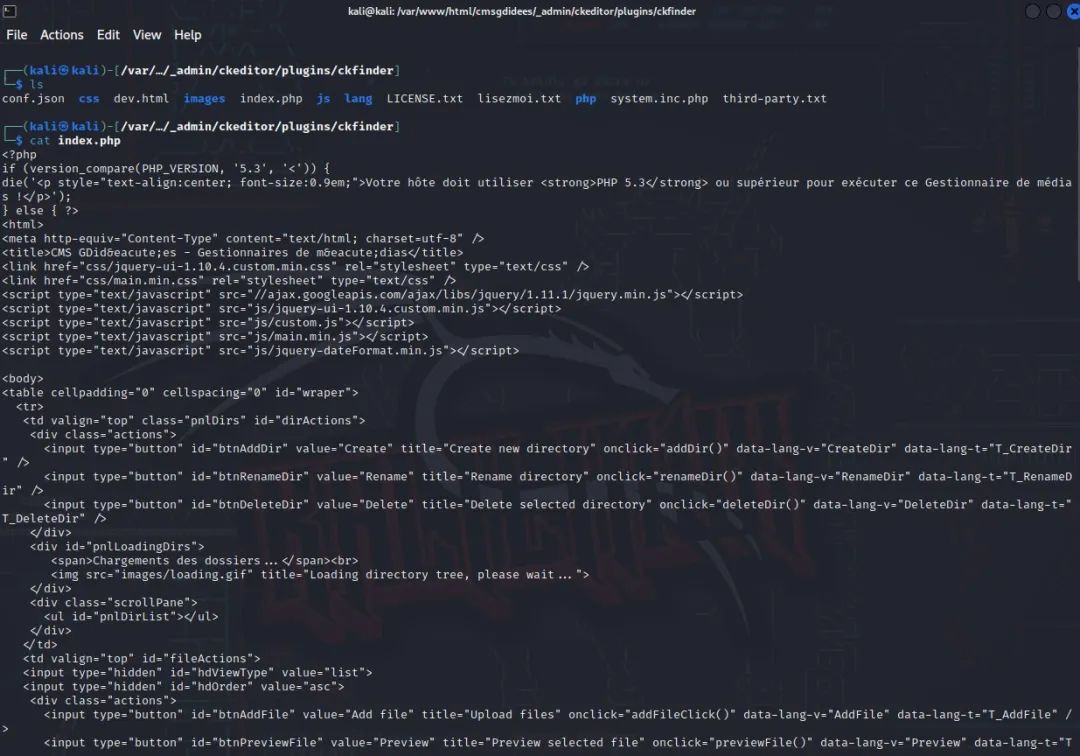 kali@kali: /var/www/html/cmsgdidees/_admin/ckeditor/plugins/ckfinder
File Actions Edit View Help
┌──(kali㉿kali)-[/var/…/_admin/ckeditor/plugins/ckfinder]
└─$ ls
conf.json css dev.html images index.php js lang LICENSE.txt lisezmoi.txt php system.inc.php third-party.txt
┌──(kali㉿kali)-[/var/…/_admin/ckeditor/plugins/ckfinder]
└─$ cat index.php
<?php
if (version_compare(PHP_VERSION, '5.3', '<')) {
die('<p style="text-align:center; font-size:0.9em;">Votre hôte doit utiliser <strong>PHP 5.3</strong> ou supérieur pour exécuter ce Gestionnaire de média
s !</p>');
} else { ?>
<html>
<meta http-equiv="Content-Type" content="text/html; charset=utf-8" />
<title>CMS GDid&eacute;es - Gestionnaires de m&eacute;dias</title>
<link href="css/jquery-ui-1.10.4.custom.min.css" rel="stylesheet" type="text/css" />
<link href="css/main.min.css" rel="stylesheet" type="text/css" />
<script type="text/javascript" src="//ajax.googleapis.com/ajax/libs/jquery/1.11.1/jquery.min.js"></script>
<script type="text/javascript" src="js/jquery-ui-1.10.4.custom.min.js"></script>
<script type="text/javascript" src="js/custom.js"></script>
<script type="text/javascript" src="js/main.min.js"></script>
<script type="text/javascript" src="js/jquery-dateFormat.min.js"></script>
<body>
<table cellpadding="0" cellspacing="0" id="wraper">
<tr>
<td valign="top" class="pnlDirs" id="dirActions">
<div class="actions">
<input type="button" id="btnAddDir" value="Create" title="Create new directory" onclick="addDir()" data-lang-v="CreateDir" data-lang-t="T_CreateDir
" />
<input type="button" id="btnRenameDir" value="Rename" title="Rename directory" onclick="renameDir()" data-lang-v="RenameDir" data-lang-t="T_RenameD
ir" />
<input type="button" id="btnDeleteDir" value="Delete" title="Delete selected directory" onclick="deleteDir()" data-lang-v="DeleteDir" data-lang-t="
T_DeleteDir" />
</div>
<div id="pnlLoadingDirs">
<span>Chargements des dossiers...</span><br>
<img src="images/loading.gif" title="Loading directory tree, please wait...">
</div>
<div class="scrollPane">
<ul id="pnlDirList"></ul>
</div>
</td>
<td valign="top" id="fileActions">
<input type="hidden" id="hdViewType" value="list">
<input type="hidden" id="hdOrder" value="asc">
<div class="actions">
<input type="button" id="btnAddFile" value="Add file" title="Upload files" onclick="addFileClick()" data-lang-v="AddFile" data-lang-t="T_AddFile" /
>
<input type="button" id="btnPreviewFile" value="Preview" title="Preview selected file" onclick="previewFile()" data-lang-v="Preview" data-lang-t="T